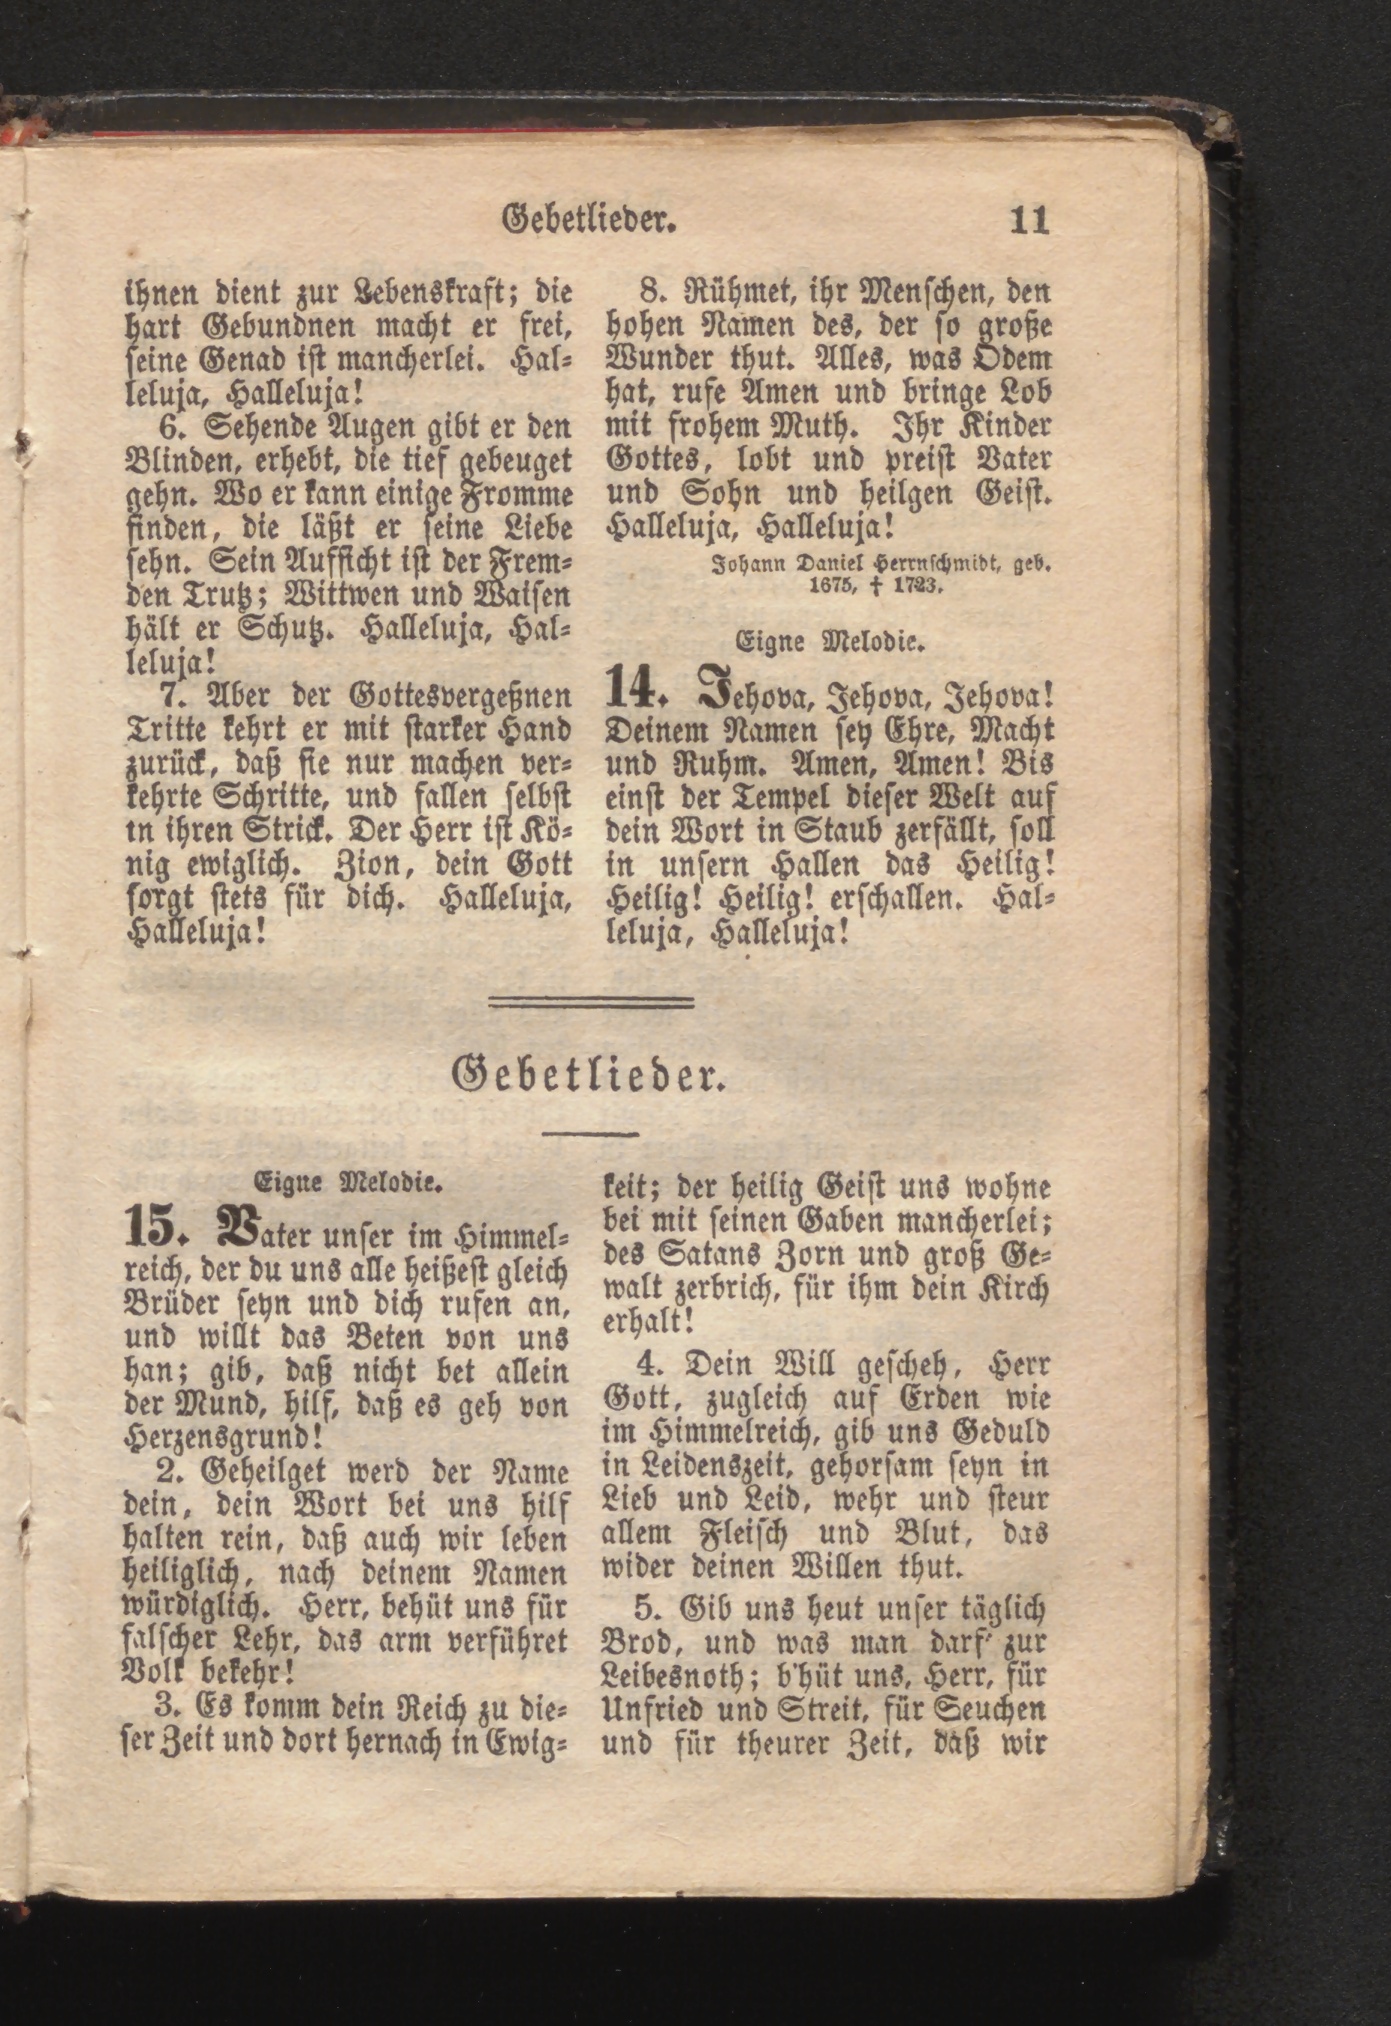 Gebetlieder. 11
ihnen dient zur Lebenskraft; die
hart Gebundnen macht er frei,
seine Genad ist mancherlei. Hal-
leluja, Halleluja!
6. Sehende Augen gibt er den
Blinden, erhebt, die tief gebeuget
gehn. Wo er kann einige Fromme
finden, die läßt er seine Liebe
sehn. Sein Aufsicht ist der Frem-
den Trutz; Wittwen und Waisen
hält er Schutz. Halleluja, Hal-
leluja!
7. Aber der Gottesvergeßnen
Tritte kehrt er mit starker Hand
zurück, daß sie nur machen ver-
kehrte Schritte, und fallen selbst
in ihren Strick. Der Herr ist Kö-
nig ewiglich. Zion, dein Gott
sorgt stets für dich. Halleluja,
Halleluja!
8. Rühmet, ihr Menschen, den
hohen Namen des, der so große
Wunder thut. Alles, was Odem
hat, rufe Amen und bringe Lob
mit frohem Muth. Ihr Kinder
Gottes, lobt und preist Vater
und Sohn und heilgen Geist.
Halleluja, Halleluja!
Johann Daniel Herrnschmidt, geb.
1675, † 1723.
Eigne Melodie.
14. Jehova, Jehova, Jehova!
Deinem Namen sey Ehre, Macht
und Ruhm. Amen, Amen! Bis
einst der Tempel dieser Welt auf
dein Wort in Staub zerfällt, soll
in unsern Hallen das Heilig!
Heilig! Heilig! erschallen. Hal-
leluja, Halleluja!
Gebetlieder.
Eigne Melodie.
15. Vater unser im Himmel-
reich, der du uns alle heißest gleich
Brüder seyn und dich rufen an,
und willt das Beten von uns
han; gib, daß nicht bet allein
der Mund, hilf, daß es geh von
Herzensgrund!
2. Geheilget werd der Name
dein, dein Wort bei uns hilf
halten rein, daß auch wir leben
heiliglich, nach deinem Namen
würdiglich. Herr, behüt uns für
falscher Lehr, das arm verführet
Volk bekehr!
3. Es komm dein Reich zu die-
ser Zeit und dort hernach in Ewig-
keit; der heilig Geist uns wohne
bei mit seinen Gaben mancherlei;
des Satans Zorn und groß Ge-
walt zerbrich, für ihm dein Kirch
erhalt!
4. Dein Will gescheh, Herr
Gott, zugleich auf Erden wie
im Himmelreich, gib uns Geduld
in Leidenszeit, gehorsam seyn in
Lieb und Leid, wehr und steur
allem Fleisch und Blut, das
wider deinen Willen thut.
5. Gib uns heut unser täglich
Brod, und was man darf zur
Leibesnoth; b'hüt uns, Herr, für
Unfried und Streit, für Seuchen
und für theurer Zeit, daß wir